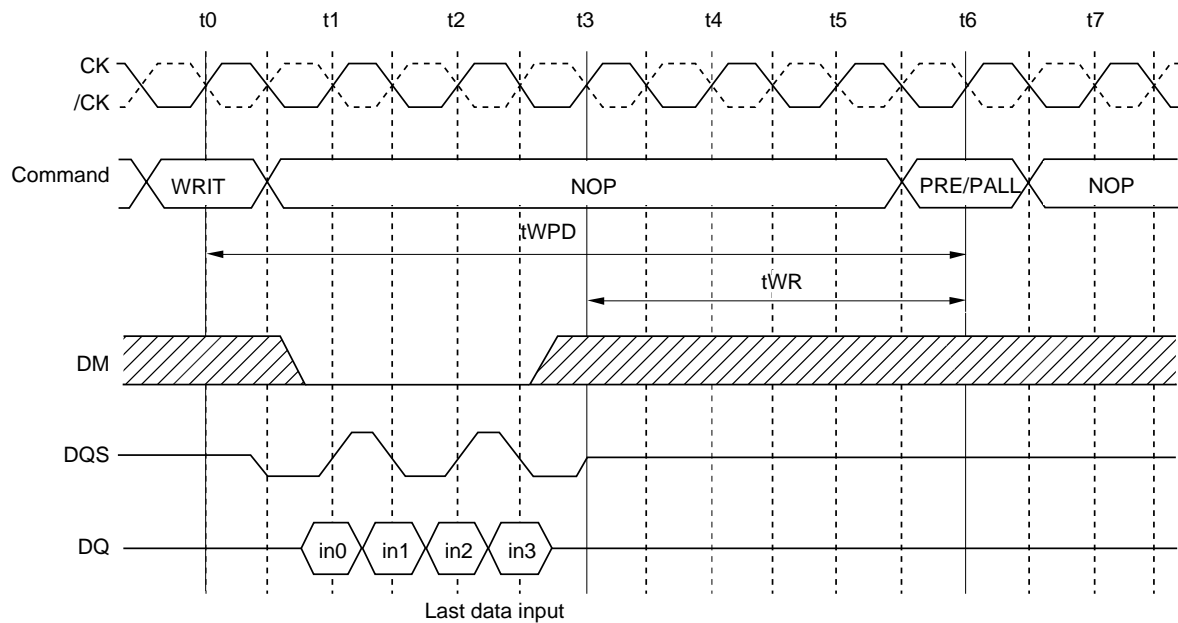 t0 t1 t2 t3 t4 t5 t6 t7
CK
/CK
Command WRIT NOP PRE/PALL NOP
tWPD
tWR
DM
DQS
DQ in0 in1 in2 in3
Last data input